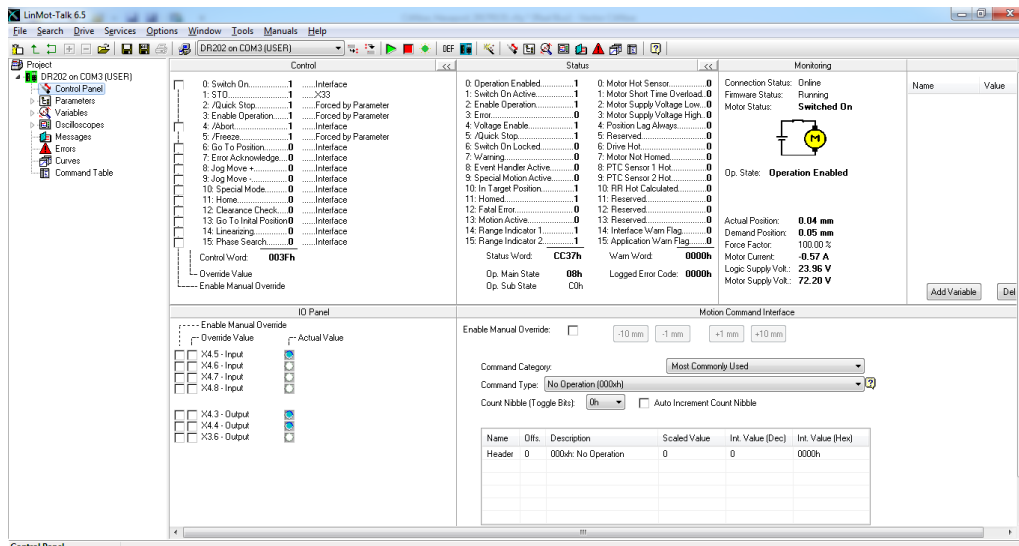 LinMot-Talk 6.5
File Search Drive Services Options Window Tools Manuals Help
DR202 on COM3 (USER)
DEF
Project
DR202 on COM3 (USER)
Control Panel
Parameters
Variables
Oscilloscopes
Messages
Errors
Curves
Command Table
Control <<
0: Switch On..............1 ......Interface
1: STO......................1 ......X33
2: /Quick Stop............1 ......Forced by Parameter
3: Enable Operation......1 ......Forced by Parameter
4: /Abort...................1 ......Interface
5: /Freeze.................1 ......Forced by Parameter
6: Go To Position.........0 ......Interface
7: Error Acknowledge....0 ......Interface
8: Jog Move +............0 ......Interface
9: Jog Move -.............0 ......Interface
10: Special Mode.........0 ......Interface
11: Home...................0 ......Interface
12: Clearance Check....0 ......Interface
13: Go To Inital Position 0 ......Interface
14: Linearizing............0 ......Interface
15: Phase Search........0 ......Interface
Control Word: 003Fh
Override Value
Enable Manual Override
Status <<
0: Operation Enabled..........1 0: Motor Hot Sensor............0
1: Switch On Active............1 1: Motor Short Time Overload..0
2: Enable Operation............1 2: Motor Supply Voltage Low..0
3: Error...........................0 3: Motor Supply Voltage High..0
4: Voltage Enable..............1 4: Position Lag Always.........0
5: /Quick Stop..................1 5: Reserved......................0
6: Switch On Locked..........0 6: Drive Hot......................0
7: Warning......................0 7: Motor Not Homed............0
8: Event Handler Active......0 8: PTC Sensor 1 Hot...........0
9: Special Motion Active.....0 9: PTC Sensor 2 Hot...........0
10: In Target Position.........1 10: RR Hot Calculated.........0
11: Homed......................1 11: Reserved....................0
12: Fatal Error..................0 12: Reserved....................0
13: Motion Active..............0 13: Reserved....................0
14: Range Indicator 1.........1 14: Interface Warn Flag.......0
15: Range Indicator 2.........1 15: Application Warn Flag.....0
Status Word: CC37h Warn Word: 0000h
Op. Main State 08h Logged Error Code: 0000h
Op. Sub State C0h
Monitoring
Connection Status: Online
Firmware Status: Running
Motor Status: Switched On
M
Op. State: Operation Enabled
Actual Position: 0.04 mm
Demand Position: 0.05 mm
Force Factor: 100.00 %
Motor Current: -0.57 A
Logic Supply Volt.: 23.96 V
Motor Supply Volt.: 72.20 V
Name Value
Add Variable Del
IO Panel
Enable Manual Override
Override Value Actual Value
X4.5 - Input
X4.6 - Input
X4.7 - Input
X4.8 - Input
X4.3 - Output
X4.4 - Output
X3.6 - Output
Motion Command Interface
Enable Manual Override: -10 mm -1 mm +1 mm +10 mm
Command Category: Most Commonly Used
Command Type: No Operation (000xh)
Count Nibble (Toggle Bits): 0h Auto Increment Count Nibble
Name Offs. Description Scaled Value Int. Value (Dec) Int. Value (Hex)
Header 0 000xh: No Operation 0 0 0000h
Control Panel